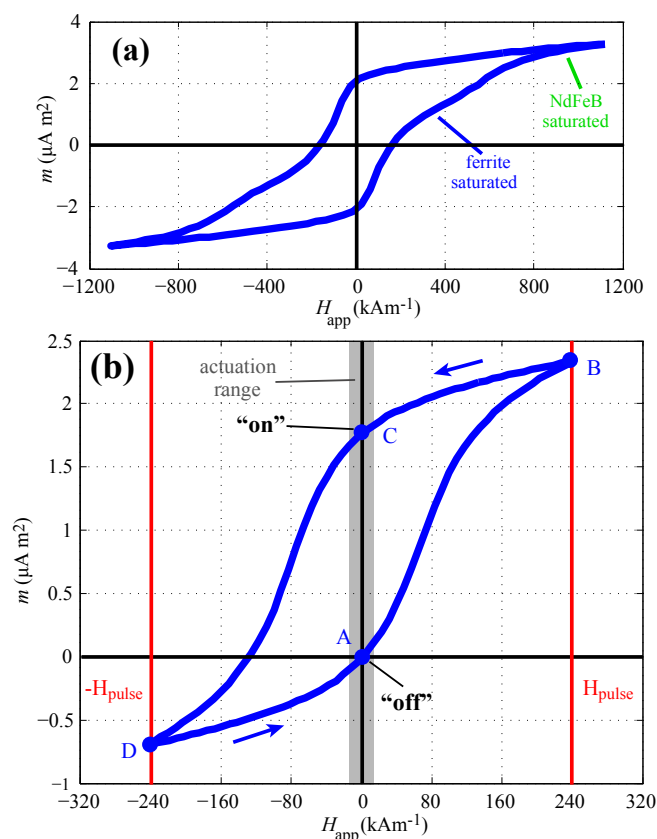 (a)
4
2
0
−2
−4
m (μA m2)
NdFeB
saturated
ferrite
saturated
−1200
−800
−400
0
400
800
1200
Happ (kAm-1)
(b)
2.5
2
1.5
1
0.5
0
−0.5
−1
m (μA m2)
actuation
range
B
“on”
C
A
“off”
-Hpulse
Hpulse
D
−320
−240
−160
−80
0
80
160
240
320
Happ (kAm-1)